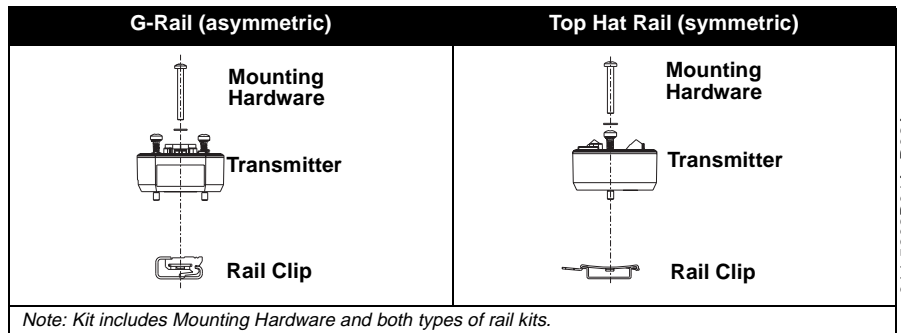 G-Rail (asymmetric)
Top Hat Rail (symmetric)
Mounting
Hardware
Transmitter
Rail Clip
Mounting
Hardware
Transmitter
Rail Clip
Note: Kit includes Mounting Hardware and both types of rail kits.